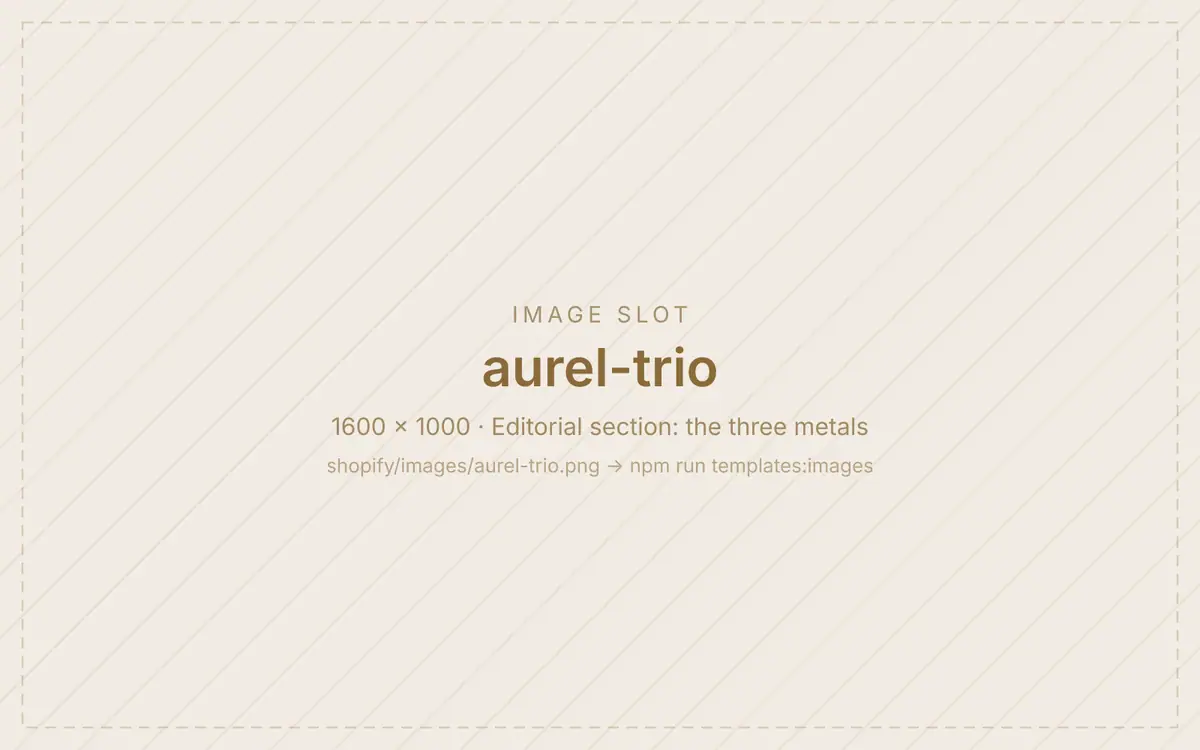 IMAGE SLOT
aurel-trio
1600 × 1000 · Editorial section: the three metals
shopify/images/aurel-trio.png → npm run templates:images